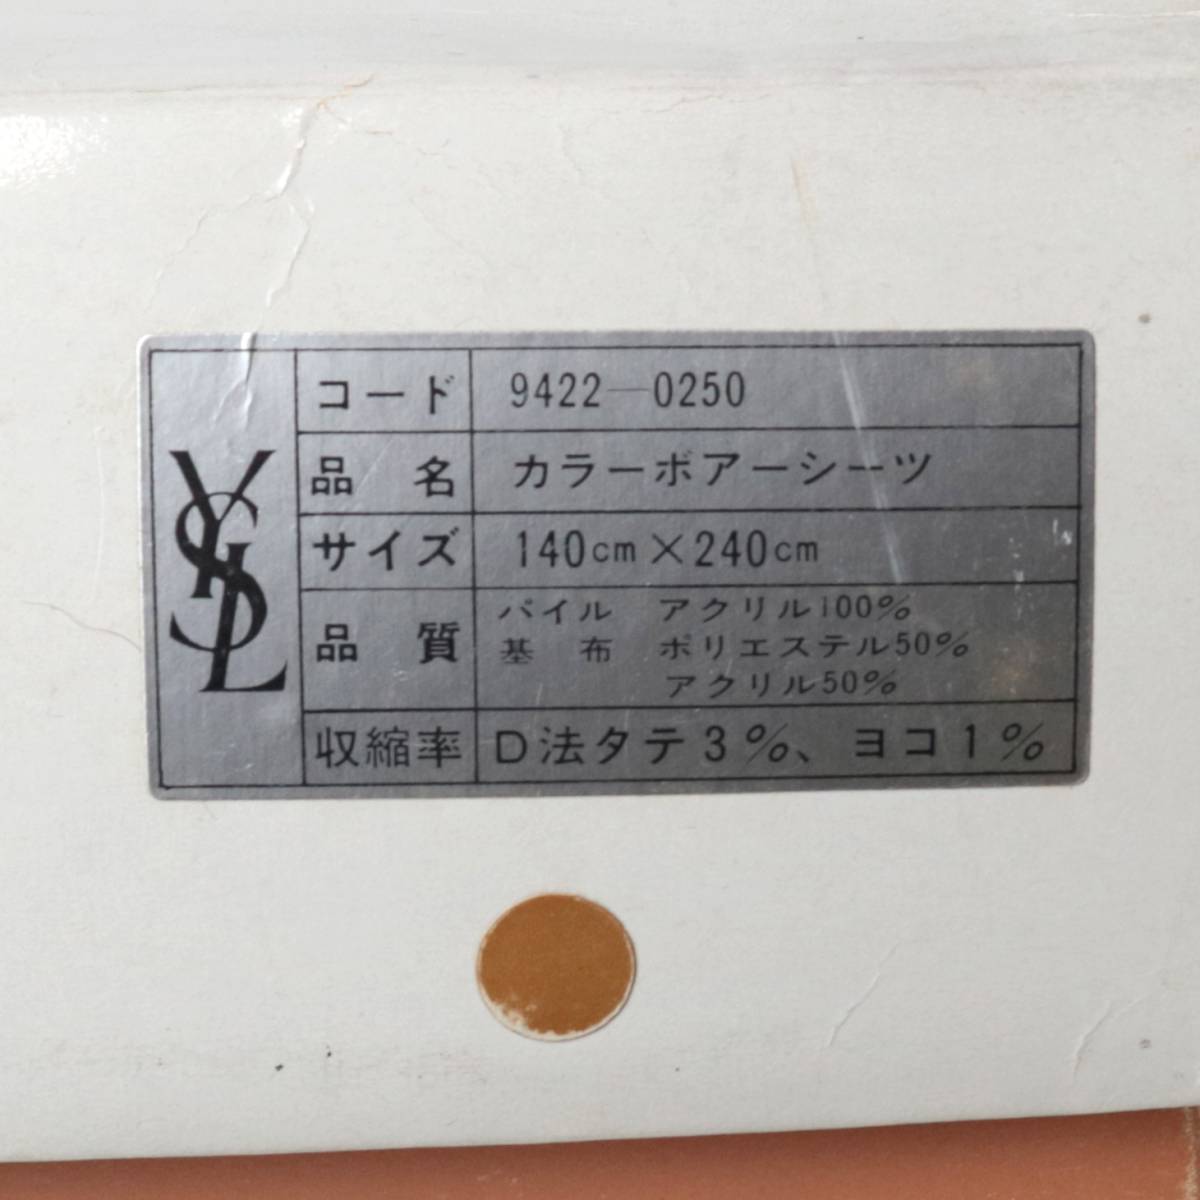 YSL
コード 9422—0250
品名 カラーボアーシーツ
サイズ 140cm×240cm
品質 パイル アクリル100%
基布 ポリエステル50%
アクリル50%
収縮率 D法タテ3%、ヨコ1%